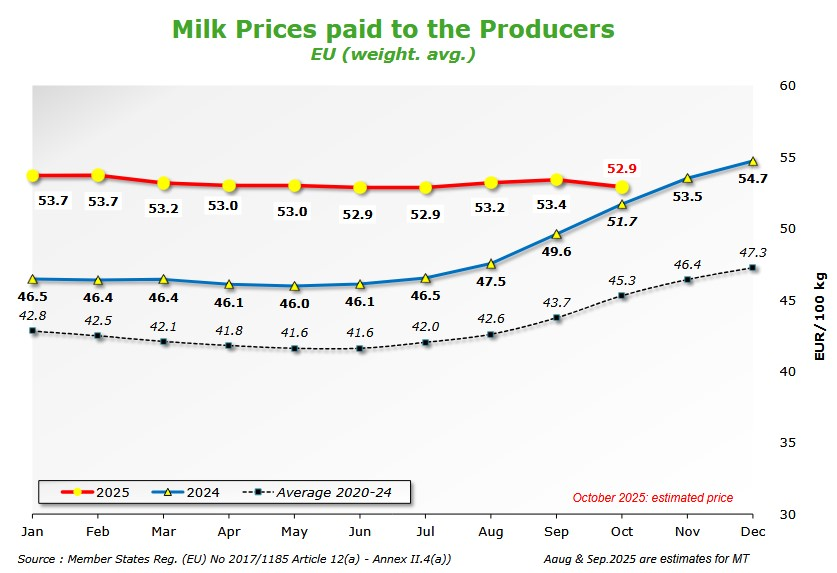 Milk Prices paid to the Producers
EU (weight. avg.)
60
55
50
45
40
35
30
EUR/100 kg
53.7 53.7 53.2 53.0 53.0 52.9 52.9 53.2 53.4 52.9
46.5 46.4 46.4 46.1 46.0 46.1 46.5 47.5 49.6 51.7 53.5 54.7
42.8 42.5 42.1 41.8 41.6 41.6 42.0 42.6 43.7 45.3 46.4 47.3
2025 2024 Average 2020-24
October 2025: estimated price
Jan Feb Mar Apr May Jun Jul Aug Sep Oct Nov Dec
Source : Member States Reg. (EU) No 2017/1185 Article 12(a) - Annex II.4(a))
Aaug & Sep.2025 are estimates for MT